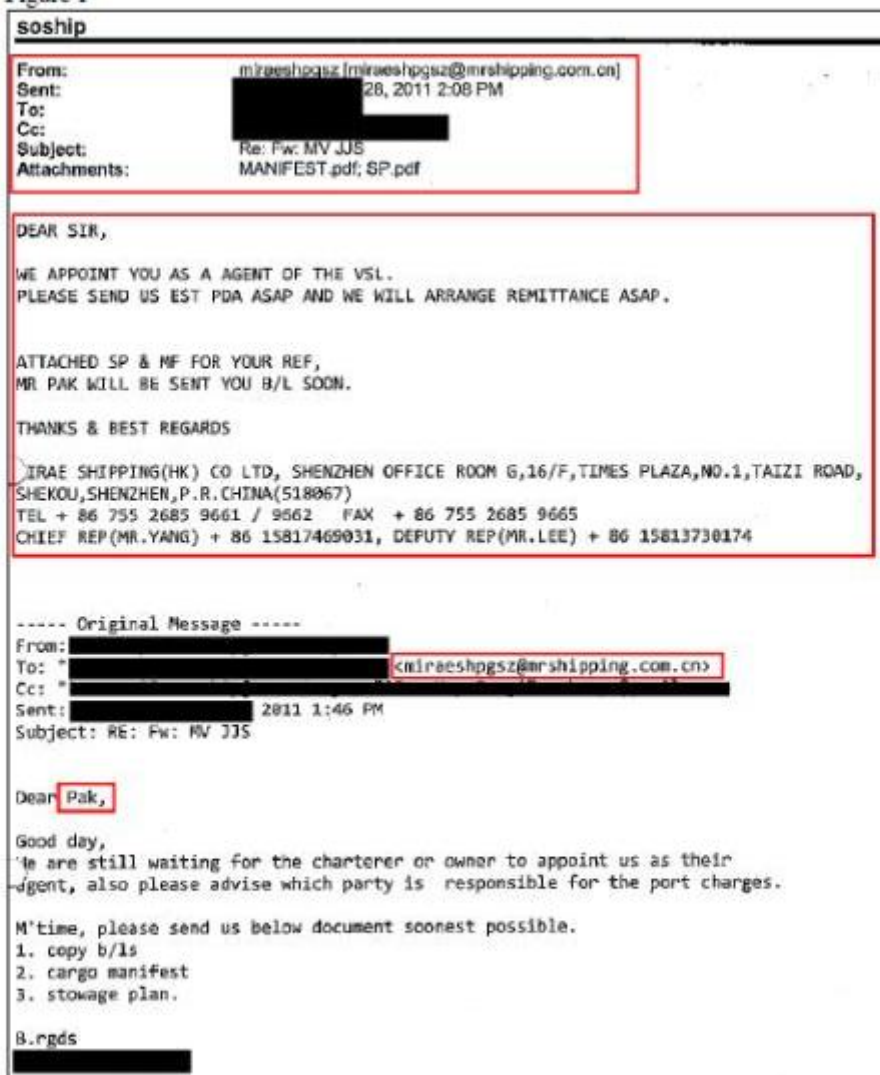 soship
From: miraeshpgsz [miraeshpgsz@mrshipping.com.cn]
Sent: 28, 2011 2:08 PM
To:
Cc:
Subject: Re: Fw: MV JJS
Attachments: MANIFEST.pdf; SP.pdf
DEAR SIR,
WE APPOINT YOU AS A AGENT OF THE VSL.
PLEASE SEND US EST PDA ASAP AND WE WILL ARRANGE REMITTANCE ASAP.
ATTACHED SP & MF FOR YOUR REF,
MR PAK WILL BE SENT YOU B/L SOON.
THANKS & BEST REGARDS
IRAE SHIPPING(HK) CO LTD, SHENZHEN OFFICE ROOM G,16/F,TIMES PLAZA,NO.1,TAIZI ROAD,
SHEKOU,SHENZHEN,P.R.CHINA(518067)
TEL + 86 755 2685 9661 / 9662 FAX + 86 755 2685 9665
CHIEF REP(MR.YANG) + 86 15817469031, DEPUTY REP(MR.LEE) + 86 15813730174
----- Original Message -----
From:
To: " <miraeshpgsz@mrshipping.com.cn>
Cc: "
Sent: 2011 1:46 PM
Subject: RE: Fw: MV JJS
Dear Pak,
Good day,
We are still waiting for the charterer or owner to appoint us as their
agent, also please advise which party is responsible for the port charges.
M'time, please send us below document soonest possible.
1. copy b/ls
2. cargo manifest
3. stowage plan.
B.rgds